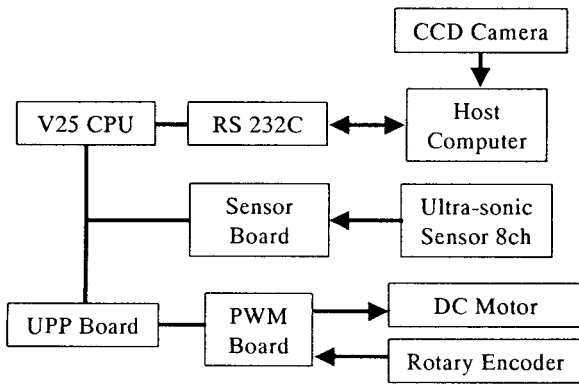 CCD Camera
V25 CPU
RS 232C
Host
Computer
Sensor
Board
Ultra-sonic
Sensor 8ch
UPP Board
PWM
Board
DC Motor
Rotary Encoder